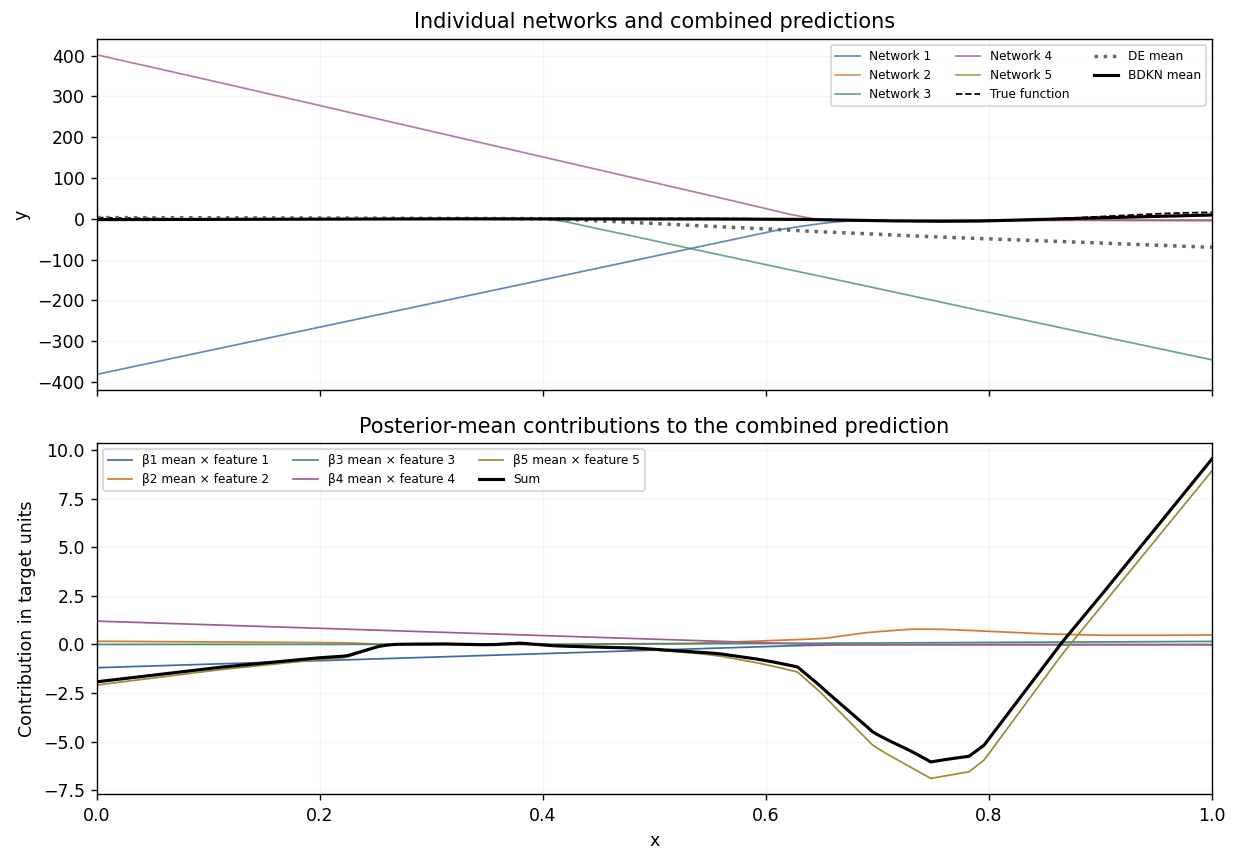 Individual networks and combined predictions
400
300
200
100
0
−100
−200
−300
−400
y
Network 1
Network 2
Network 3
Network 4
Network 5
True function
DE mean
BDKN mean
Posterior-mean contributions to the combined prediction
10.0
7.5
5.0
2.5
0.0
−2.5
−5.0
−7.5
Contribution in target units
β1 mean × feature 1
β2 mean × feature 2
β3 mean × feature 3
β4 mean × feature 4
β5 mean × feature 5
Sum
0.0 0.2 0.4 0.6 0.8 1.0
x